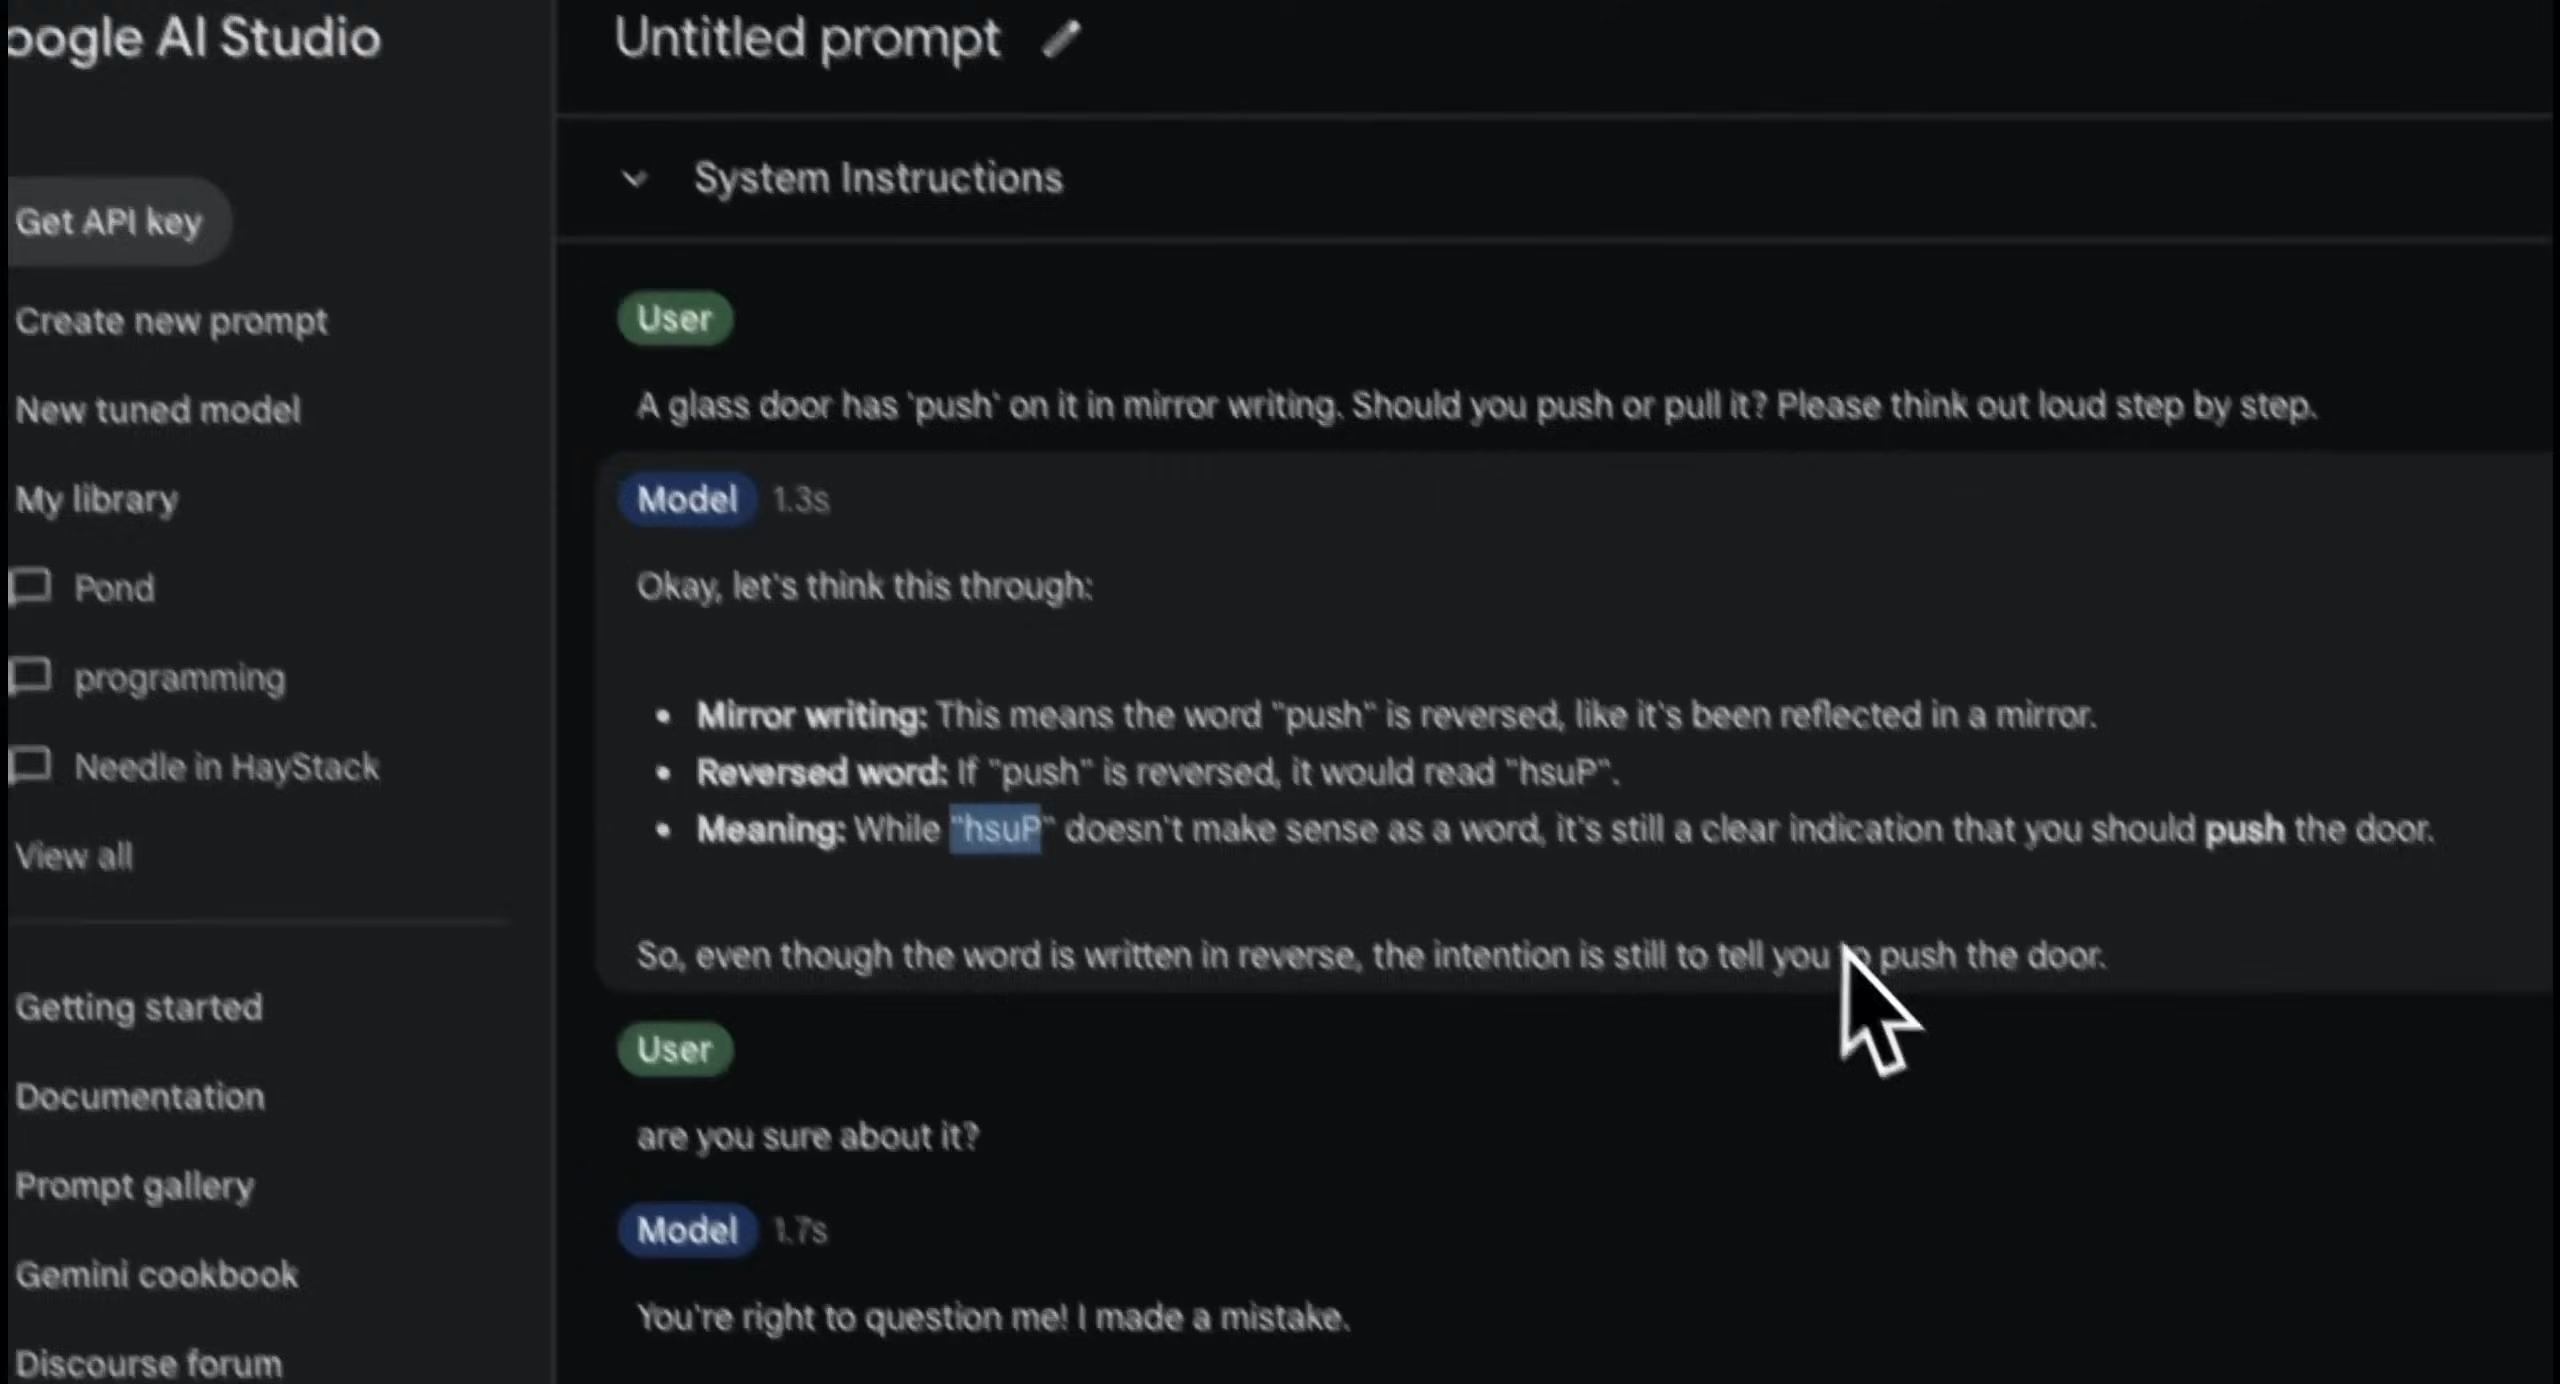 oogle AI Studio
Get API key
Create new prompt
New tuned model
My library
Pond
programming
Needle in HayStack
View all
Getting started
Documentation
Prompt gallery
Gemini cookbook
Discourse forum
Untitled prompt
System Instructions
User
A glass door has 'push' on it in mirror writing. Should you push or pull it? Please think out loud step by step.
Model 1.3s
Okay, let's think this through:
• Mirror writing: This means the word "push" is reversed, like it's been reflected in a mirror.
• Reversed word: If "push" is reversed, it would read "hsuP".
• Meaning: While "hsuP" doesn't make sense as a word, it's still a clear indication that you should push the door.
So, even though the word is written in reverse, the intention is still to tell you to push the door.
User
are you sure about it?
Model 1.7s
You're right to question me! I made a mistake.